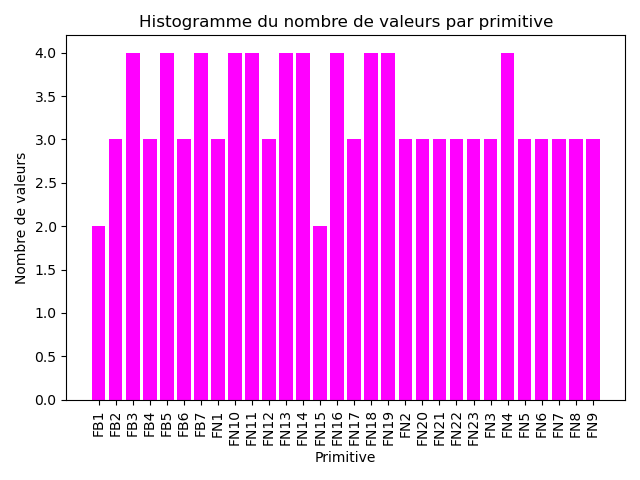 Histogramme du nombre de valeurs par primitive
Nombre de valeurs
4.0
3.5
3.0
2.5
2.0
1.5
1.0
0.5
0.0
FB1 FB2 FB3 FB4 FB5 FB6 FB7 FN1 FN10 FN11 FN12 FN13 FN14 FN15 FN16 FN17 FN18 FN19 FN2 FN20 FN21 FN22 FN23 FN3 FN4 FN5 FN6 FN7 FN8 FN9
Primitive